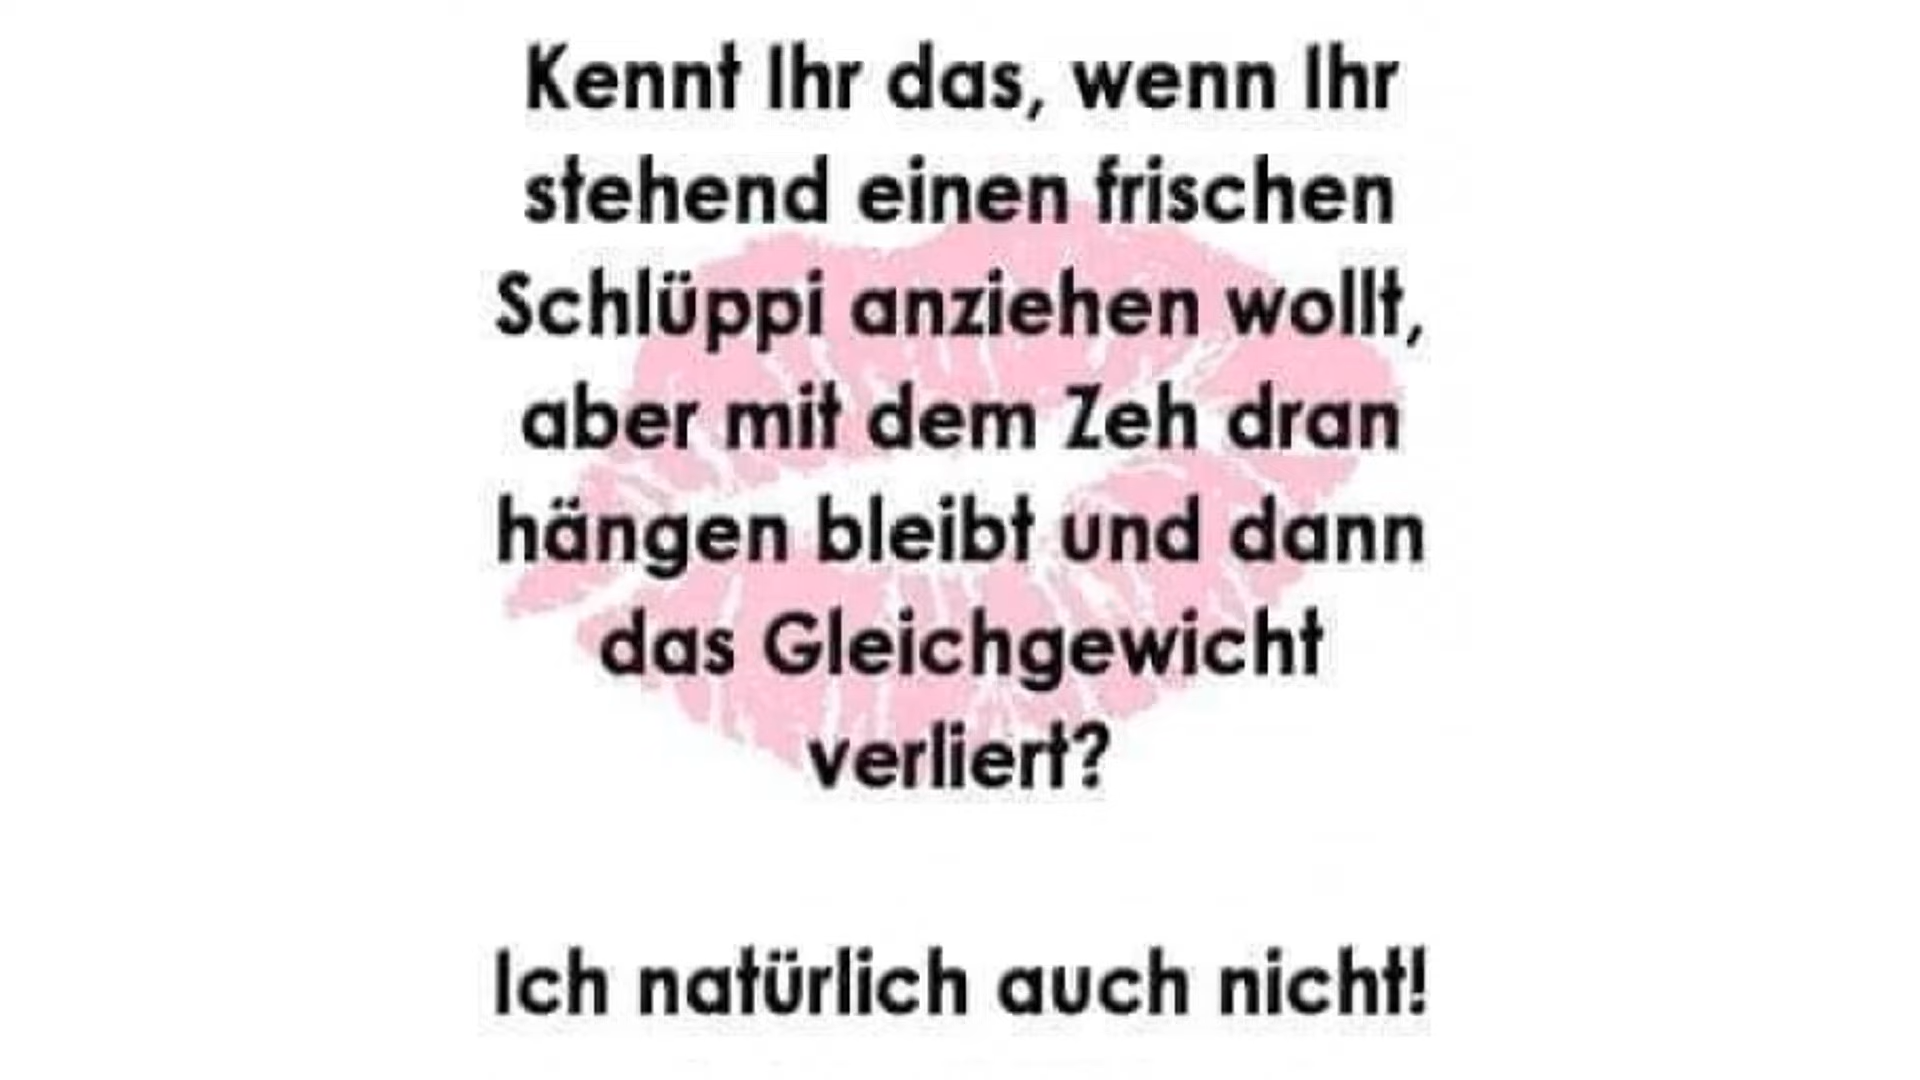 Kennt Ihr das, wenn Ihr
stehend einen frischen
Schlüppi anziehen wollt,
aber mit dem Zeh dran
hängen bleibt und dann
das Gleichgewicht
verliert?
Ich natürlich auch nicht!